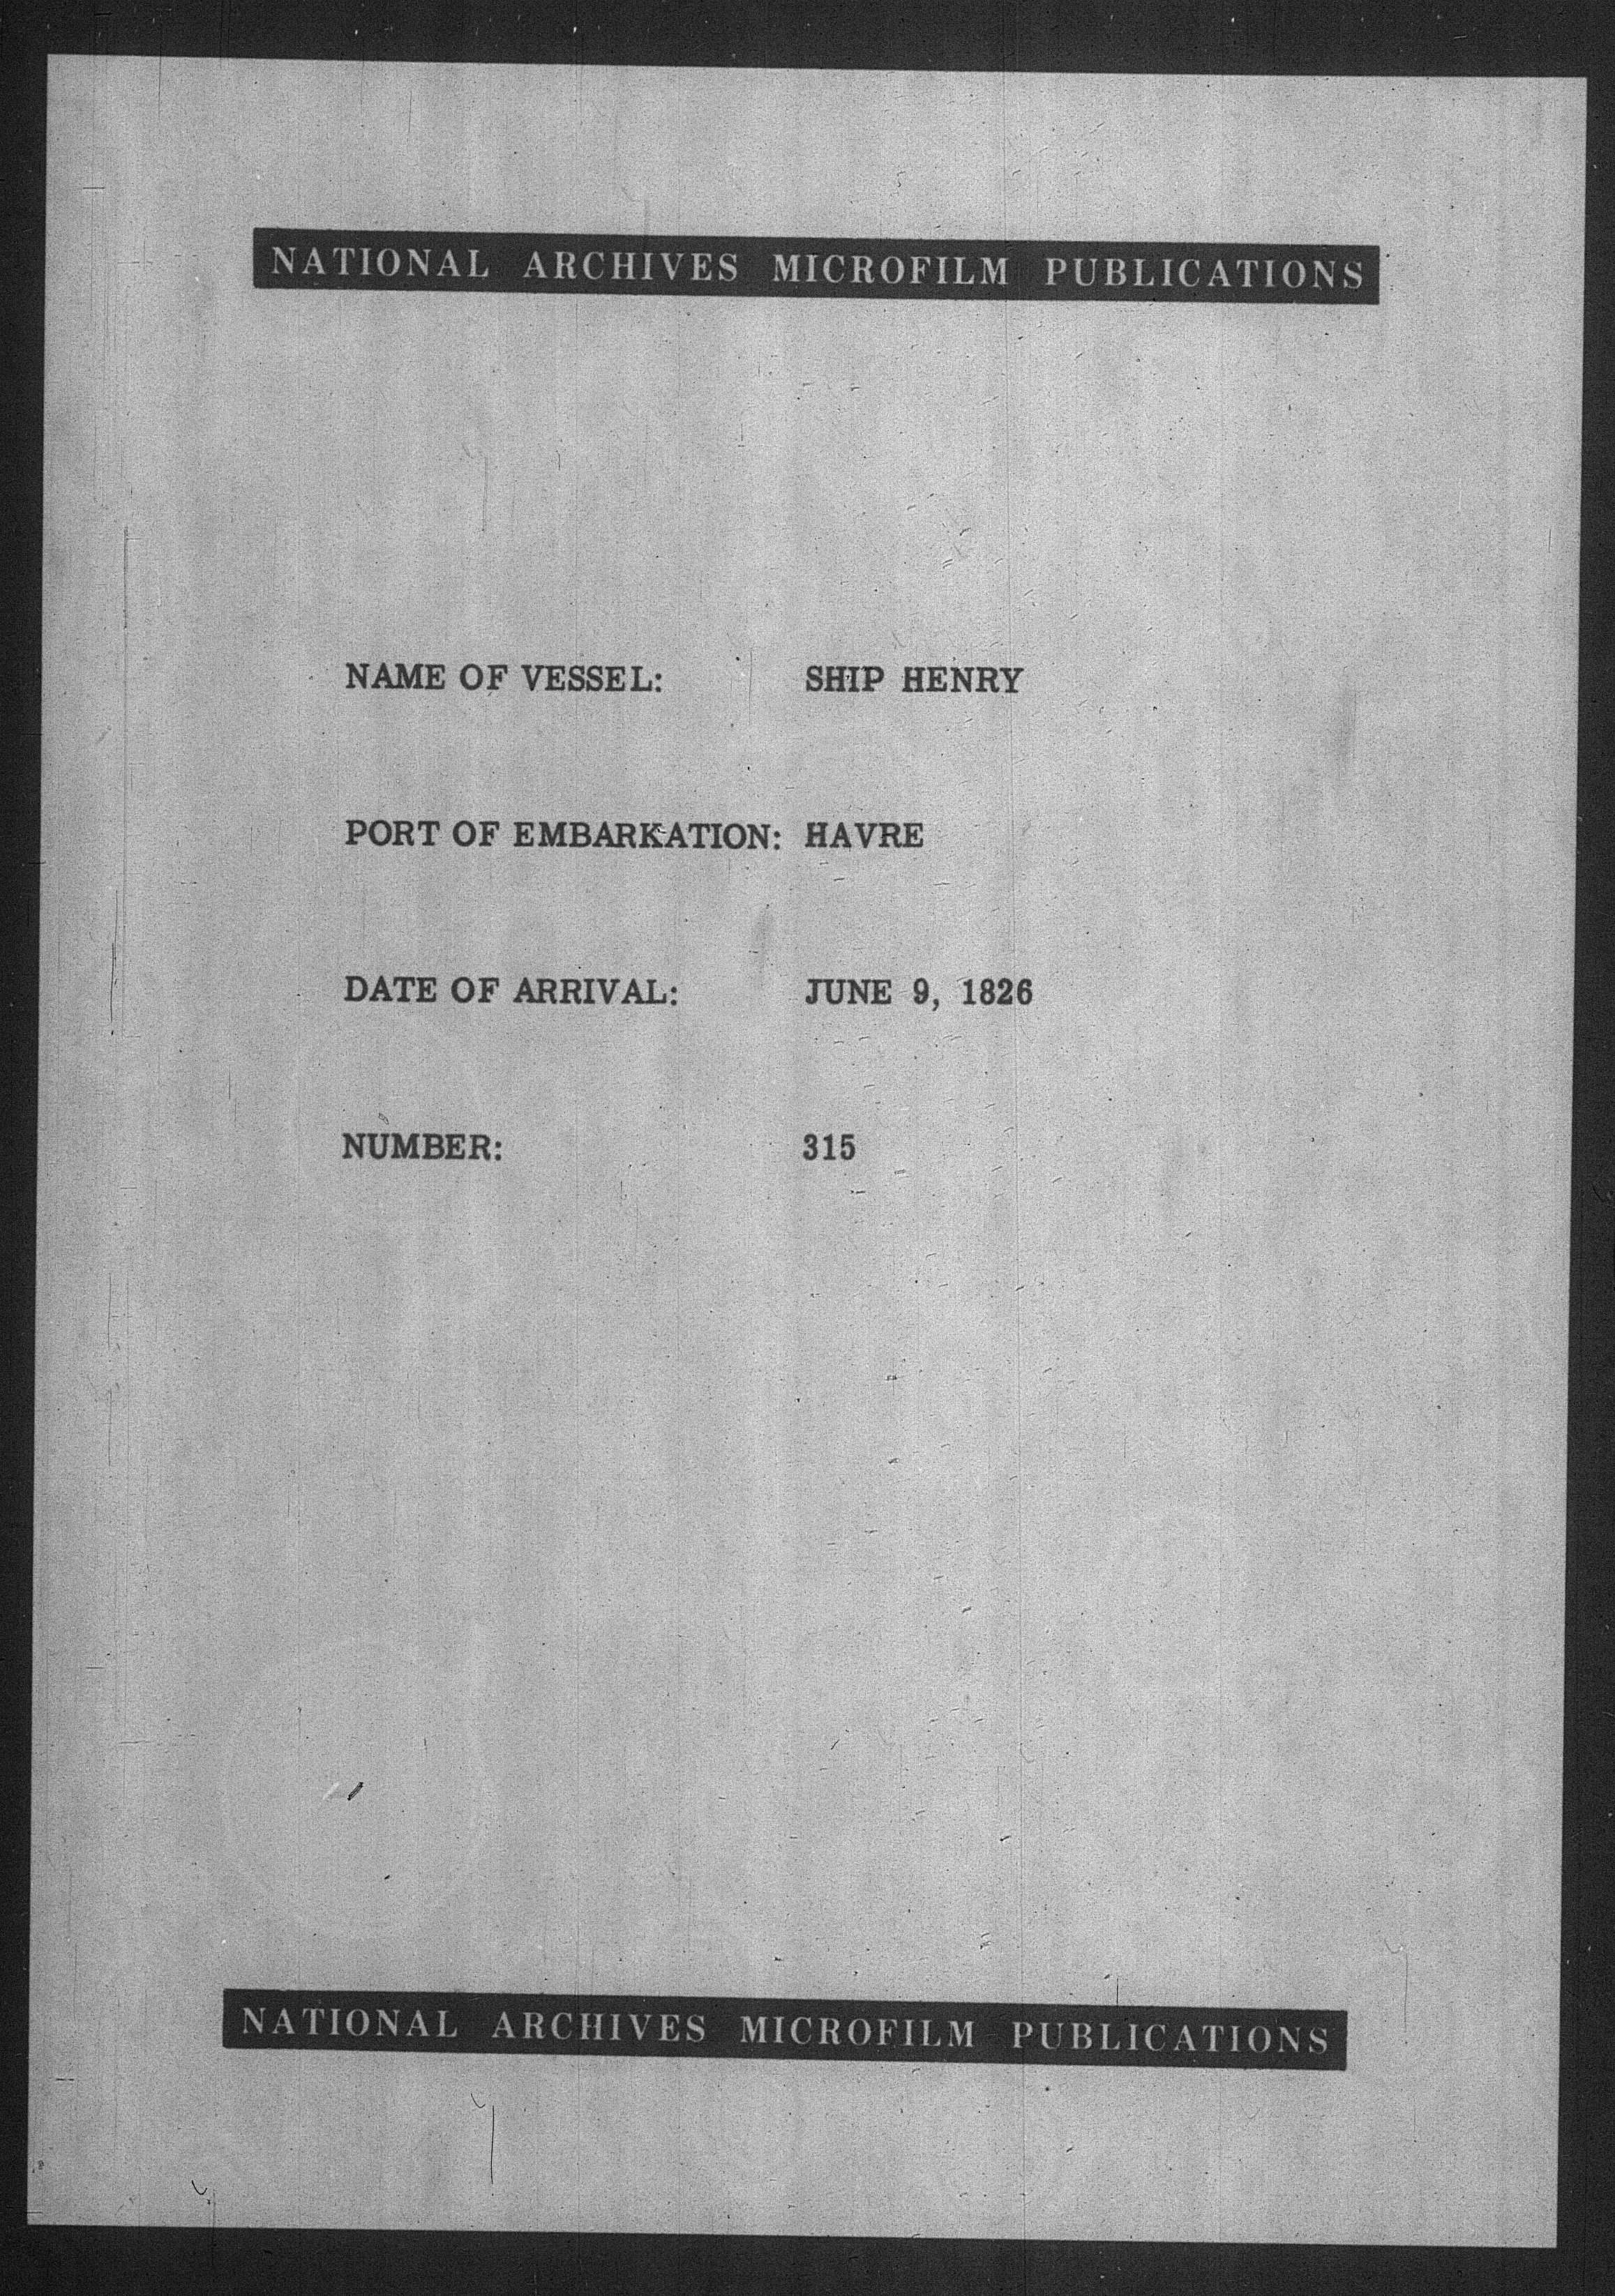 NATIONAL ARCHIVES MICROFILM PUBLICATIONS
NAME OF VESSEL: SHIP HENRY
PORT OF EMBARKATION: HAVRE
DATE OF ARRIVAL: JUNE 9, 1826
NUMBER: 315
NATIONAL ARCHIVES MICROFILM PUBLICATIONS